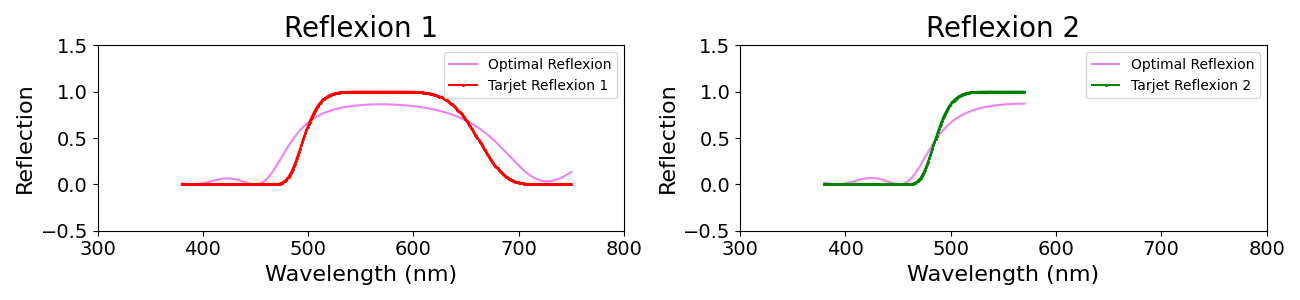 Reflexion 1
1.5
1.0
0.5
0.0
−0.5
Reflection
300 400 500 600 700 800
Wavelength (nm)
Optimal Reflexion
Tarjet Reflexion 1
Reflexion 2
1.5
1.0
0.5
0.0
−0.5
Reflection
300 400 500 600 700 800
Wavelength (nm)
Optimal Reflexion
Tarjet Reflexion 2